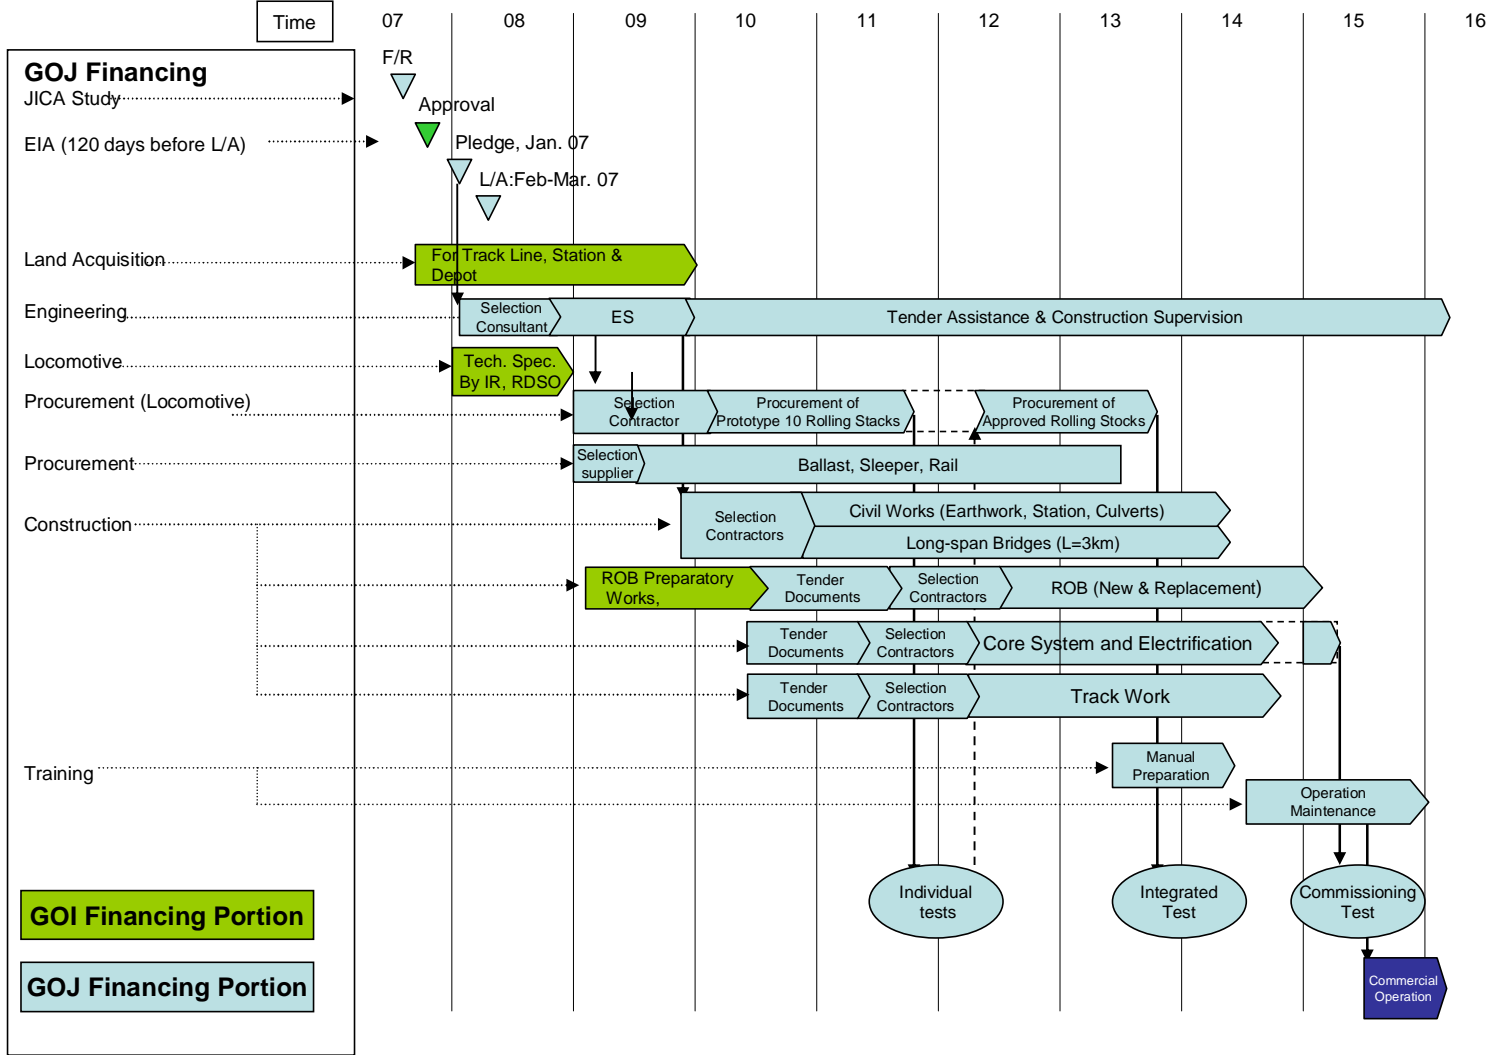 Time
07
08
09
10
11
12
13
14
15
16
GOJ Financing
F/R
JICA Study
Approval
EIA (120 days before L/A)
Pledge, Jan. 07
L/A:Feb-Mar. 07
Land Acquisition
For Track Line, Station &
Depot
Engineering
Selection
Consultant
ES
Tender Assistance & Construction Supervision
Locomotive
Tech. Spec.
By IR, RDSO
Procurement (Locomotive)
Selection
Contractor
Procurement of
Prototype 10 Rolling Stacks
Procurement of
Approved Rolling Stocks
Procurement
Selection
supplier
Ballast, Sleeper, Rail
Construction
Selection
Contractors
Civil Works (Earthwork, Station, Culverts)
Long-span Bridges (L=3km)
ROB Preparatory
Works,
Tender
Documents
Selection
Contractors
ROB (New & Replacement)
Tender
Documents
Selection
Contractors
Core System and Electrification
Tender
Documents
Selection
Contractors
Track Work
Training
Manual
Preparation
Operation
Maintenance
Individual
tests
Integrated
Test
Commissioning
Test
GOI Financing Portion
GOJ Financing Portion
Commercial
Operation